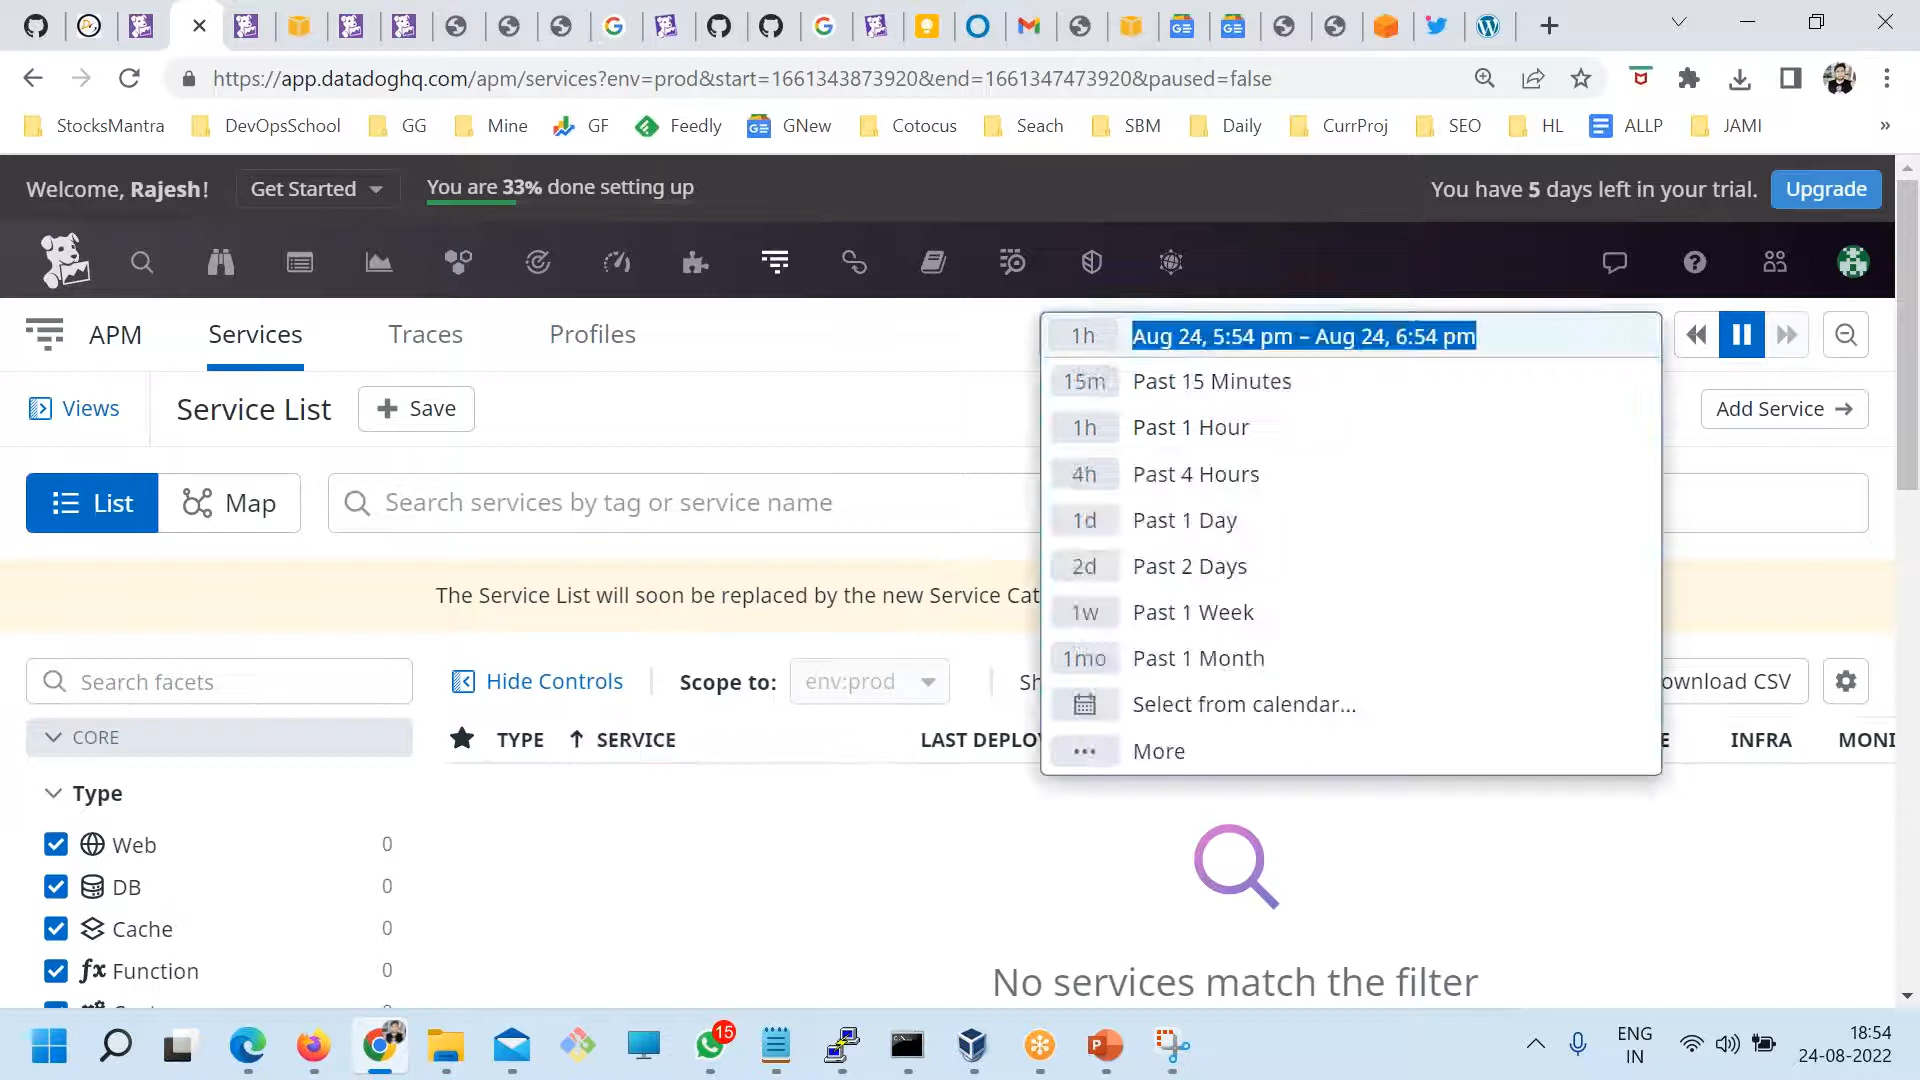 https://app.datadoghq.com/apm/services?env=prod&start=1661343873920&end=1661347473920&paused=false
StocksMantra DevOpsSchool GG Mine GF Feedly GNew Cotocus Seach SBM Daily CurrProj SEO HL ALLP JAMI »
Welcome, Rajesh! Get Started You are 33% done setting up You have 5 days left in your trial. Upgrade
APM Services Traces Profiles
1h Aug 24, 5:54 pm – Aug 24, 6:54 pm
15m Past 15 Minutes
1h Past 1 Hour
4h Past 4 Hours
1d Past 1 Day
2d Past 2 Days
1w Past 1 Week
1mo Past 1 Month
Select from calendar...
More
Views Service List + Save Add Service →
List Map Search services by tag or service name
The Service List will soon be replaced by the new Service Cat
Search facets Hide Controls Scope to: env:prod Sh ownload CSV
CORE
TYPE ↑ SERVICE LAST DEPLO E INFRA MONI
Type
Web 0
DB 0
Cache 0
fx Function 0
No services match the filter
15
ENG
IN
18:54
24-08-2022